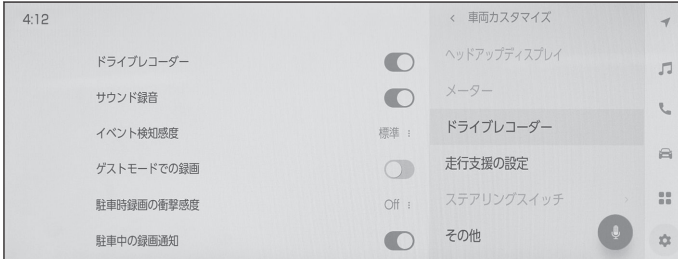 4:12
ドライブレコーダー
サウンド録音
イベント検知感度 標準
ゲストモードでの録画
駐車時録画の衝撃感度 Off
駐車中の録画通知
< 車両カスタマイズ
ヘッドアップディスプレイ
メーター
ドライブレコーダー
走行支援の設定
ステアリングスイッチ
その他